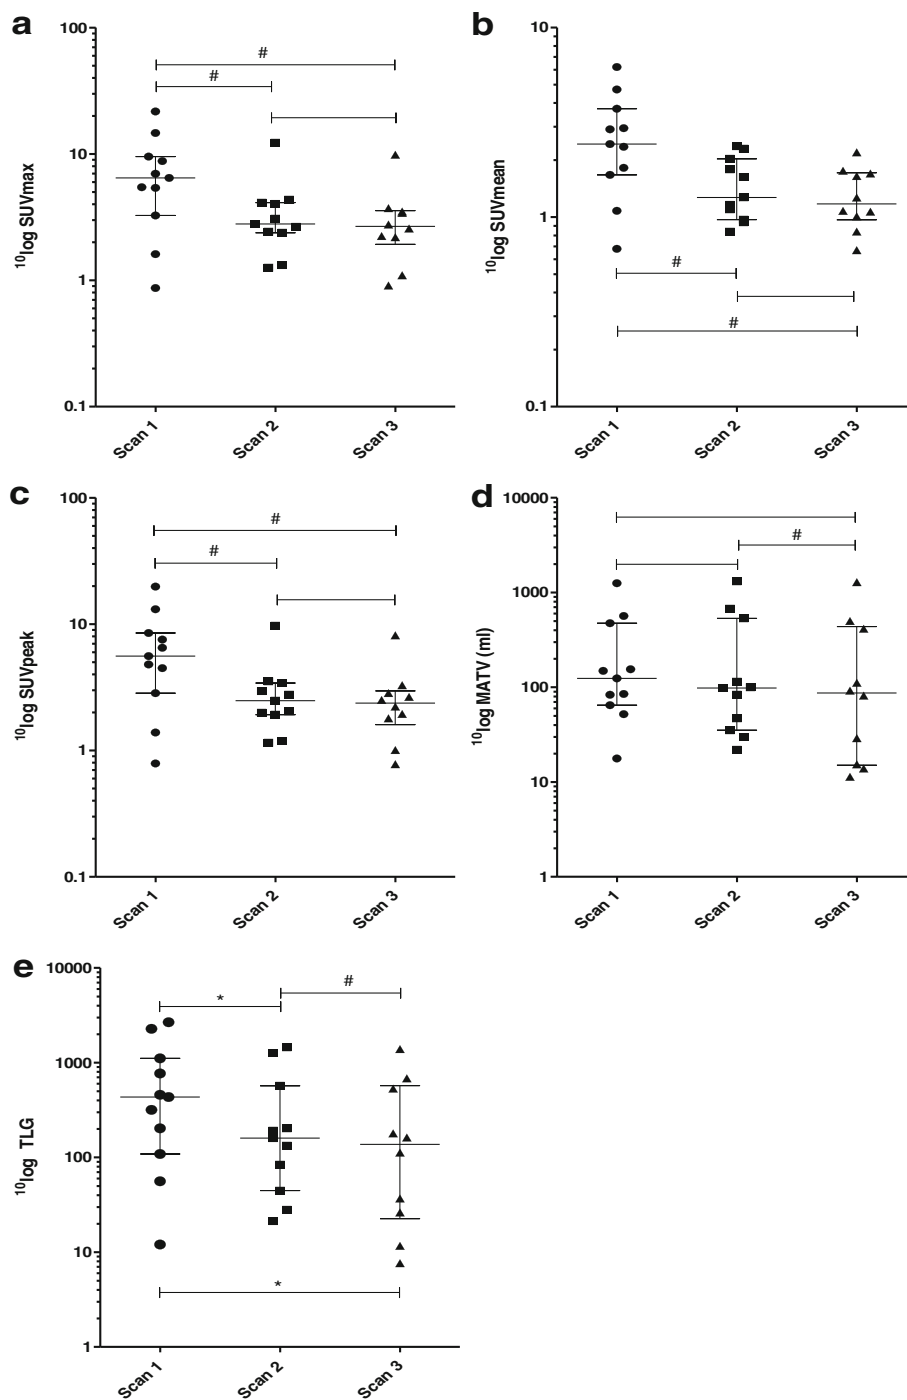 a
100
10
1
0.1
10log SUVmax
#
#
Scan 1
Scan 2
Scan 3
b
10
1
0.1
10log SUVmean
#
#
Scan 1
Scan 2
Scan 3
c
100
10
1
0.1
10log SUVpeak
#
#
Scan 1
Scan 2
Scan 3
d
10000
1000
100
10
1
10log MATV (ml)
#
Scan 1
Scan 2
Scan 3
e
10000
1000
100
10
1
10log TLG
*
#
*
Scan 1
Scan 2
Scan 3